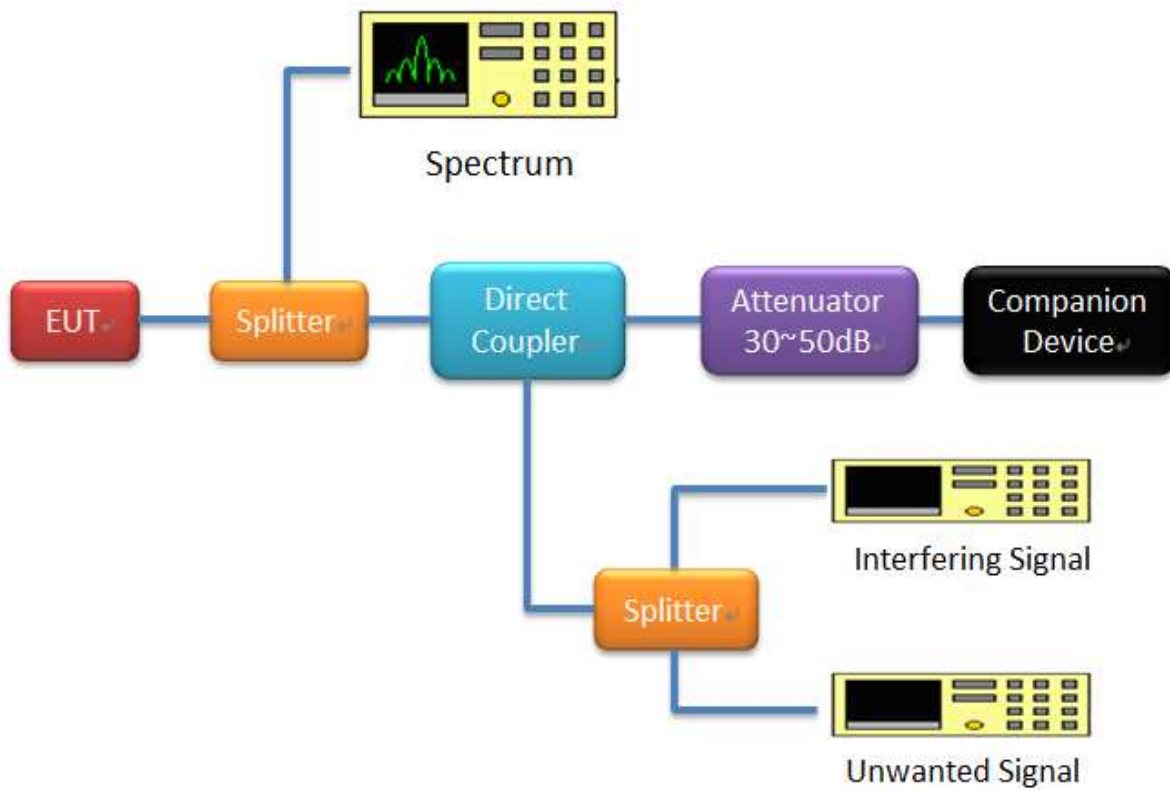 Spectrum
EUT
Splitter
Direct
Coupler
Attenuator
30~50dB
Companion
Device
Interfering Signal
Splitter
Unwanted Signal